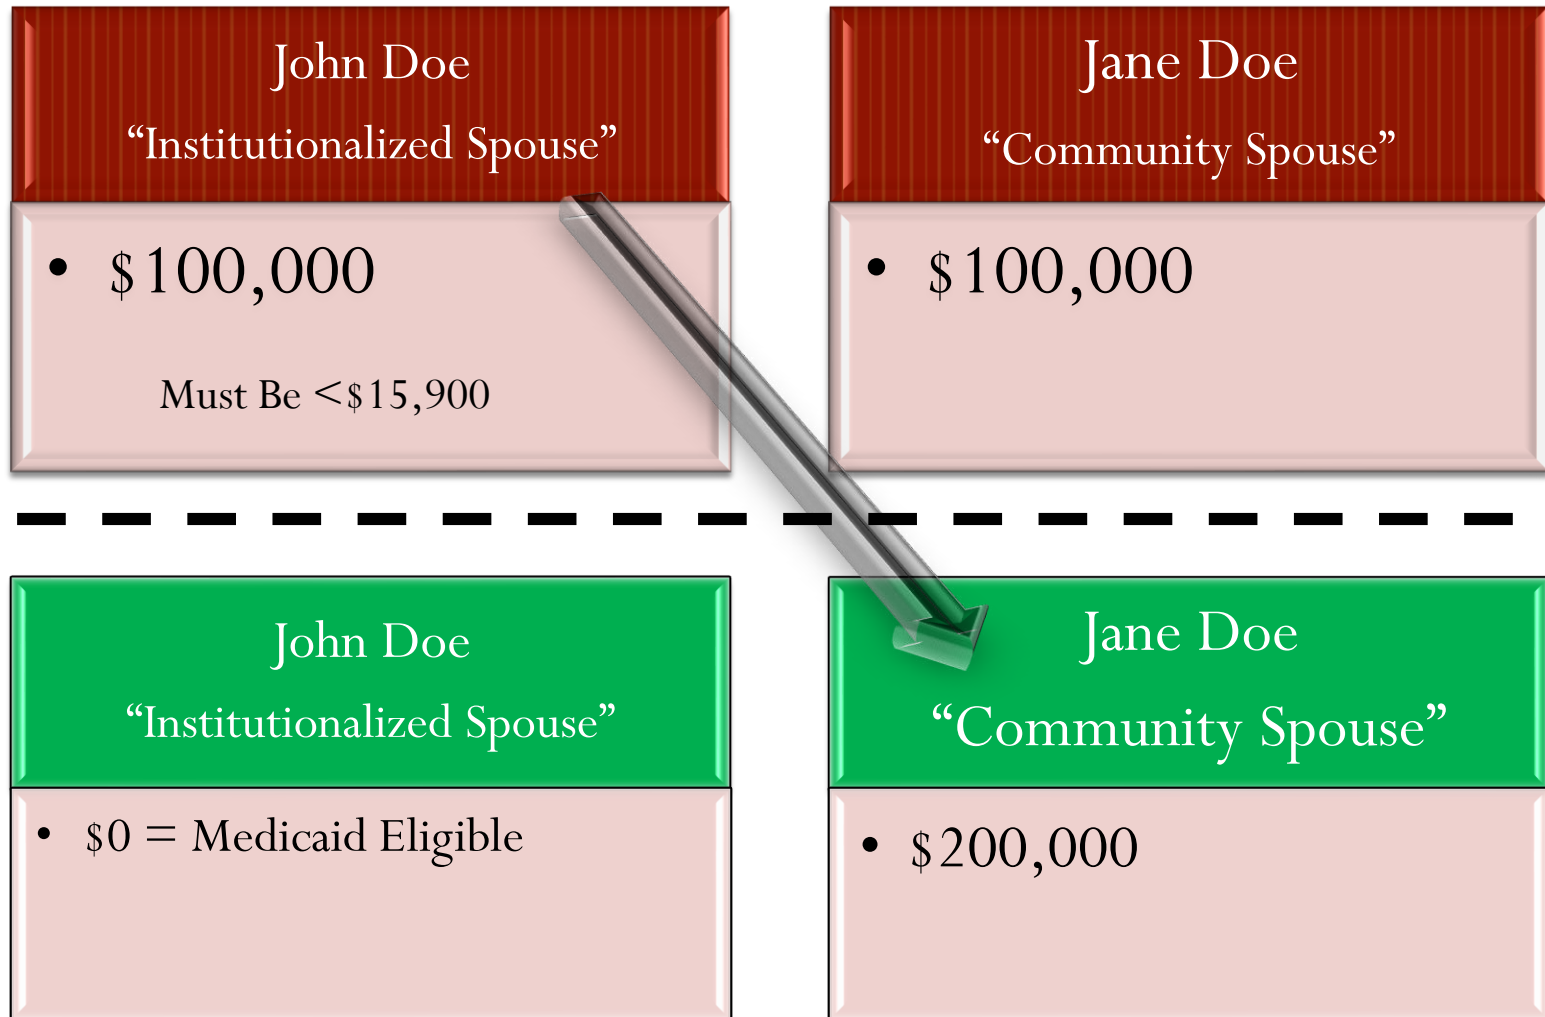 John Doe
“Institutionalized Spouse”
• $100,000
Must Be <$15,900
Jane Doe
“Community Spouse”
• $100,000
John Doe
“Institutionalized Spouse”
• $0 = Medicaid Eligible
Jane Doe
“Community Spouse”
• $200,000